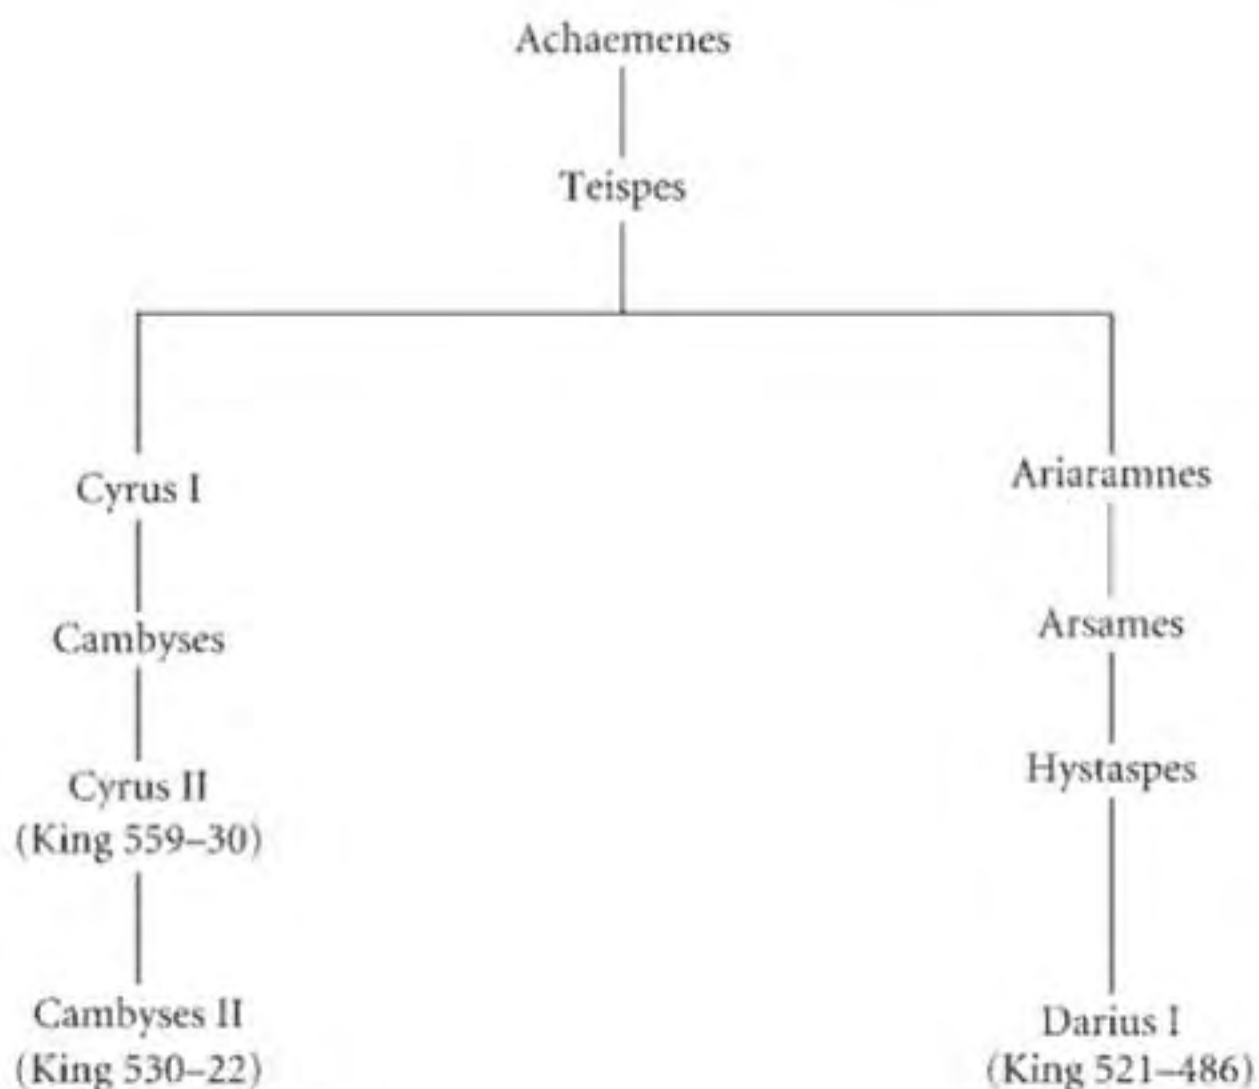 Achaemenes
Teispes
Cyrus I
Ariaramnes
Cambyses
Arsames
Cyrus II
(King 559–30)
Hystaspes
Cambyses II
(King 530–22)
Darius I
(King 521–486)